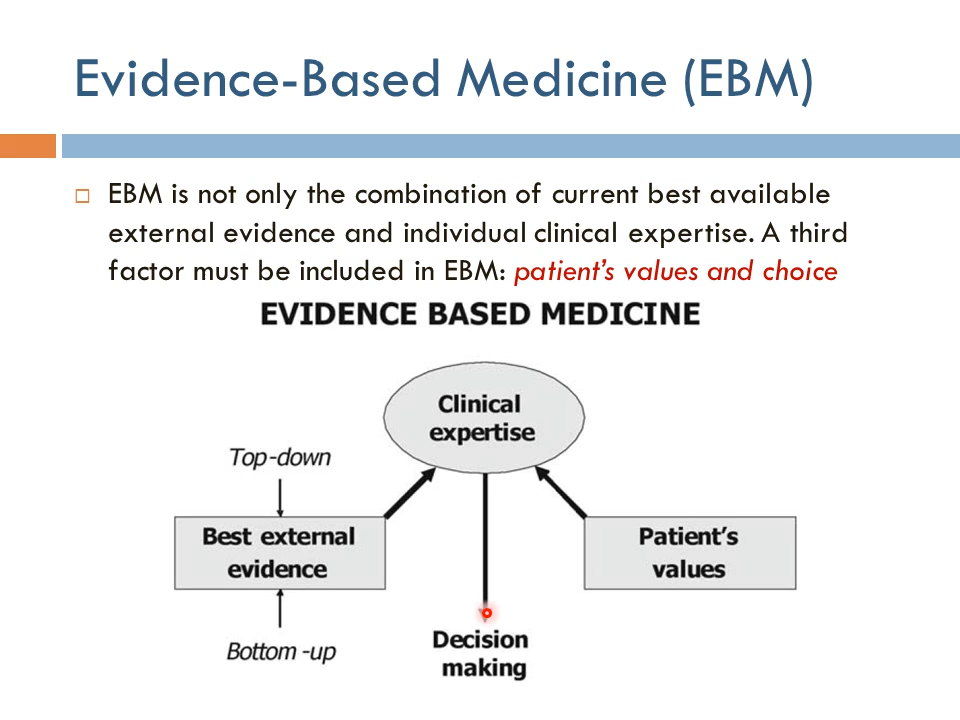 Evidence-Based Medicine (EBM)
EBM is not only the combination of current best available
external evidence and individual clinical expertise. A third
factor must be included in EBM: patient’s values and choice
EVIDENCE BASED MEDICINE
Clinical
expertise
Top-down
Best external
evidence
Patient’s
values
Bottom -up
Decision
making